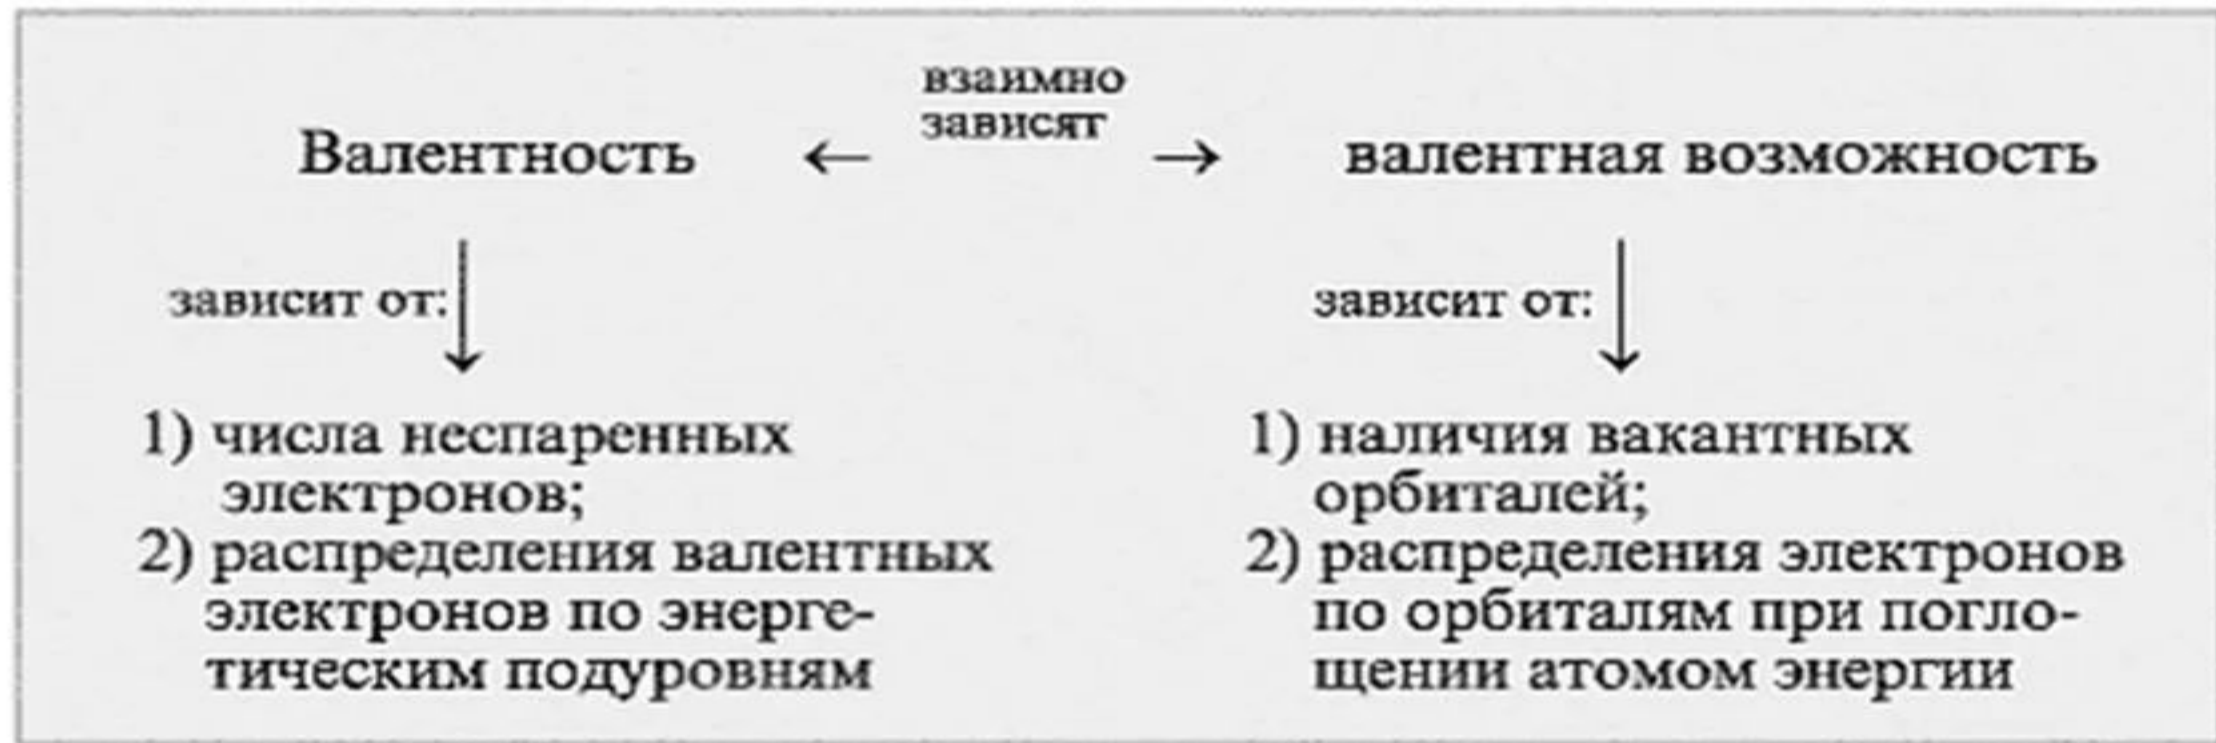 взаимно
зависят
Валентность ← → валентная возможность
зависит от:
зависит от:
1) числа неспаренных
электронов;
2) распределения валентных
электронов по энерге-
тическим подуровням
1) наличия вакантных
орбиталей;
2) распределения электронов
по орбиталям при погло-
щении атомом энергии